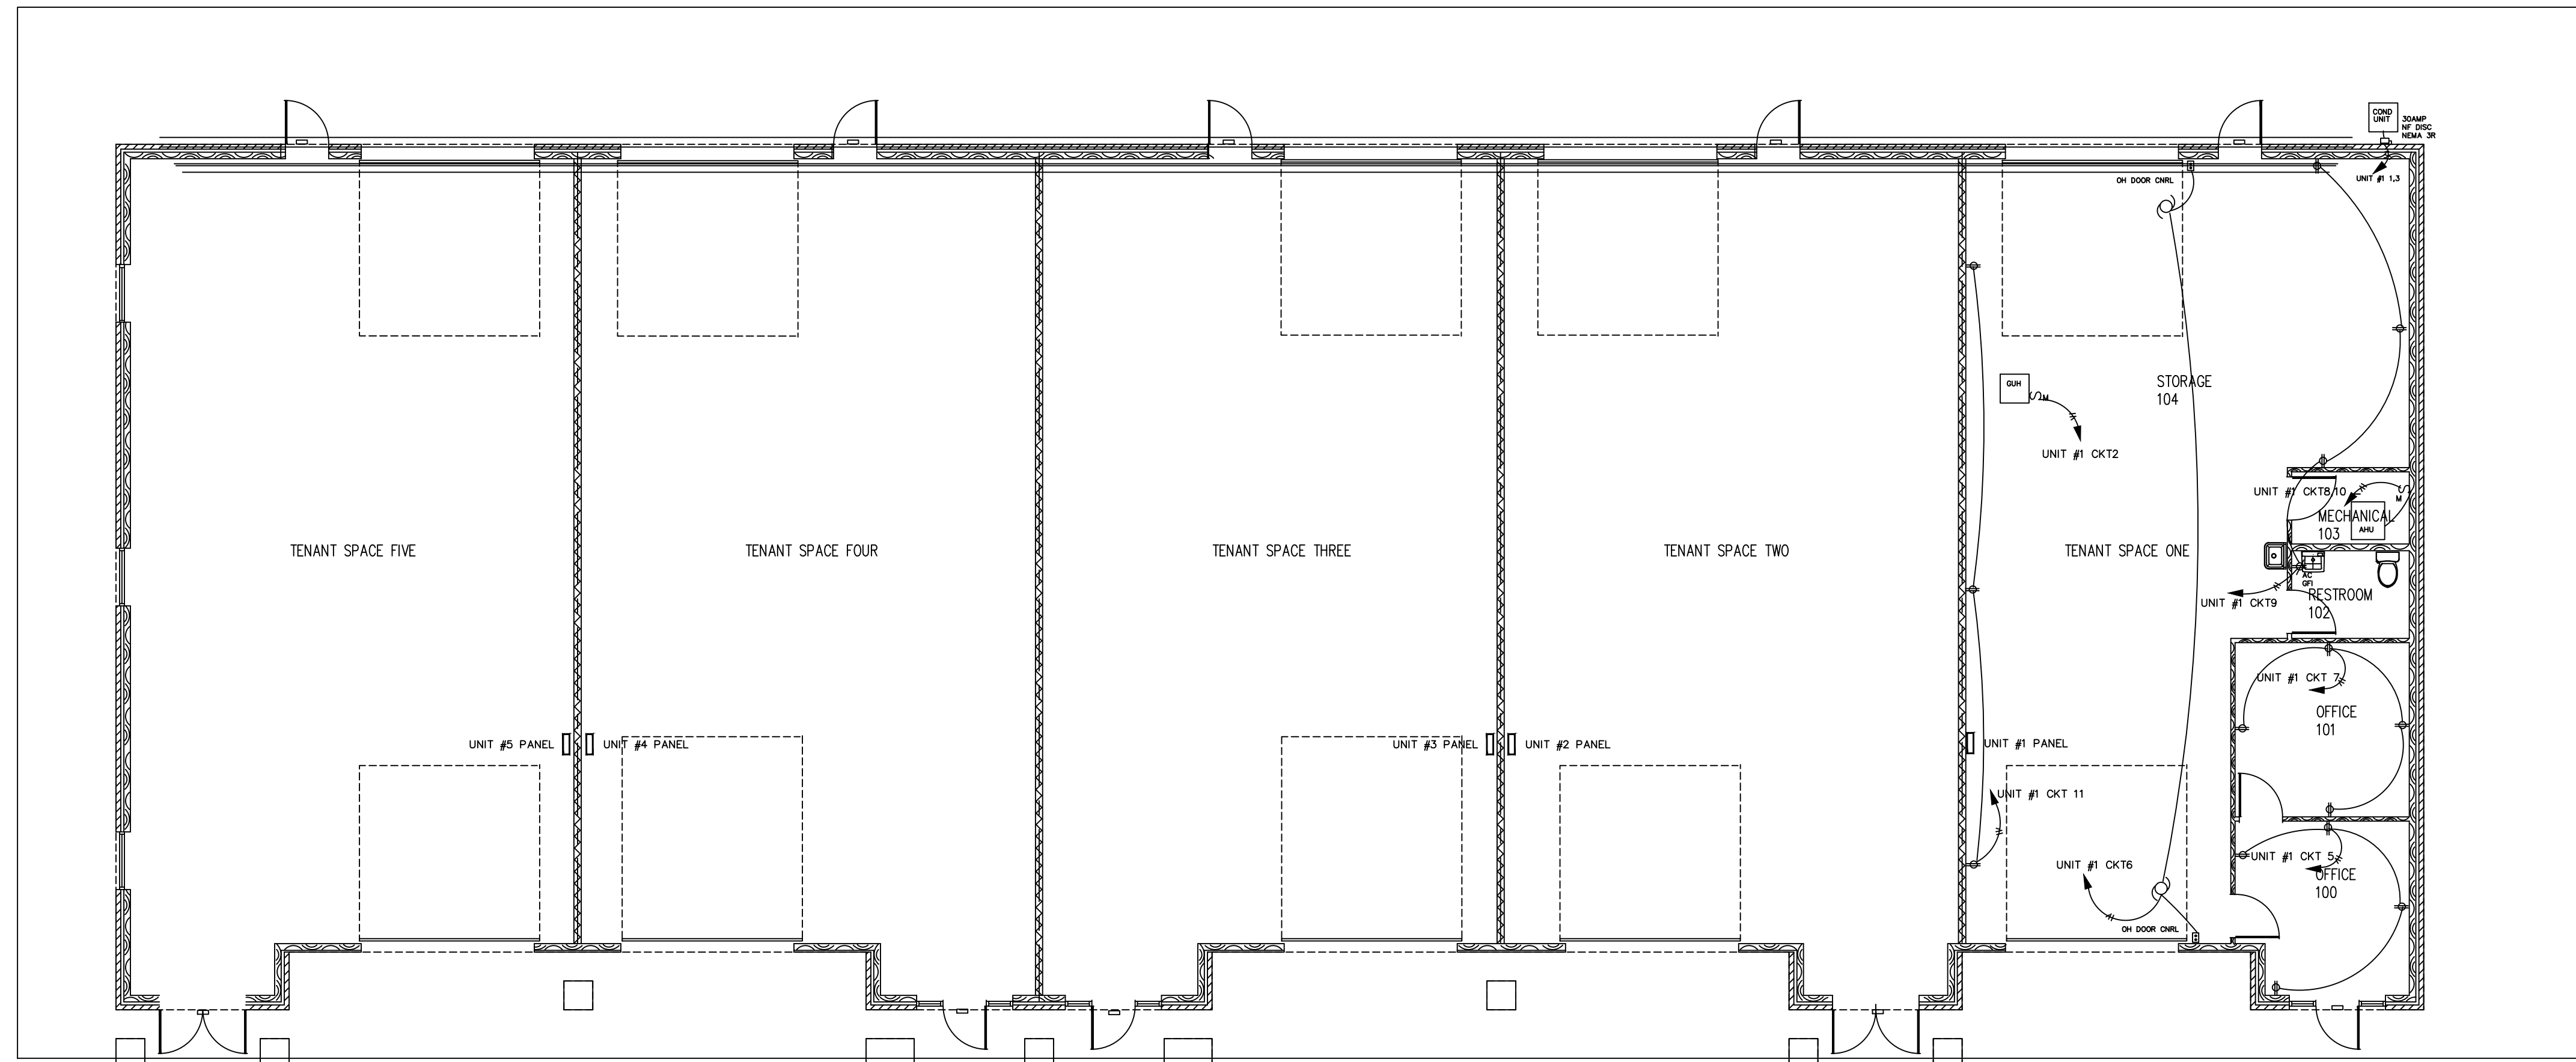 COND
UNIT
30AMP
NF DISC
NEMA 3R
UNIT #1 1,3
OH DOOR CNRL
GUH
M
STORAGE
104
UNIT #1 CKT2
UNIT #1 CKT8,10
M
MECHANICAL
103
AHU
TENANT SPACE FIVE
TENANT SPACE FOUR
TENANT SPACE THREE
TENANT SPACE TWO
TENANT SPACE ONE
AC
GFI
RESTROOM
102
UNIT #1 CKT9
UNIT #1 CKT 7
OFFICE
101
UNIT #5 PANEL
UNIT #4 PANEL
UNIT #3 PANEL
UNIT #2 PANEL
UNIT #1 PANEL
UNIT #1 CKT 11
UNIT #1 CKT 5
UNIT #1 CKT6
OFFICE
100
OH DOOR CNRL